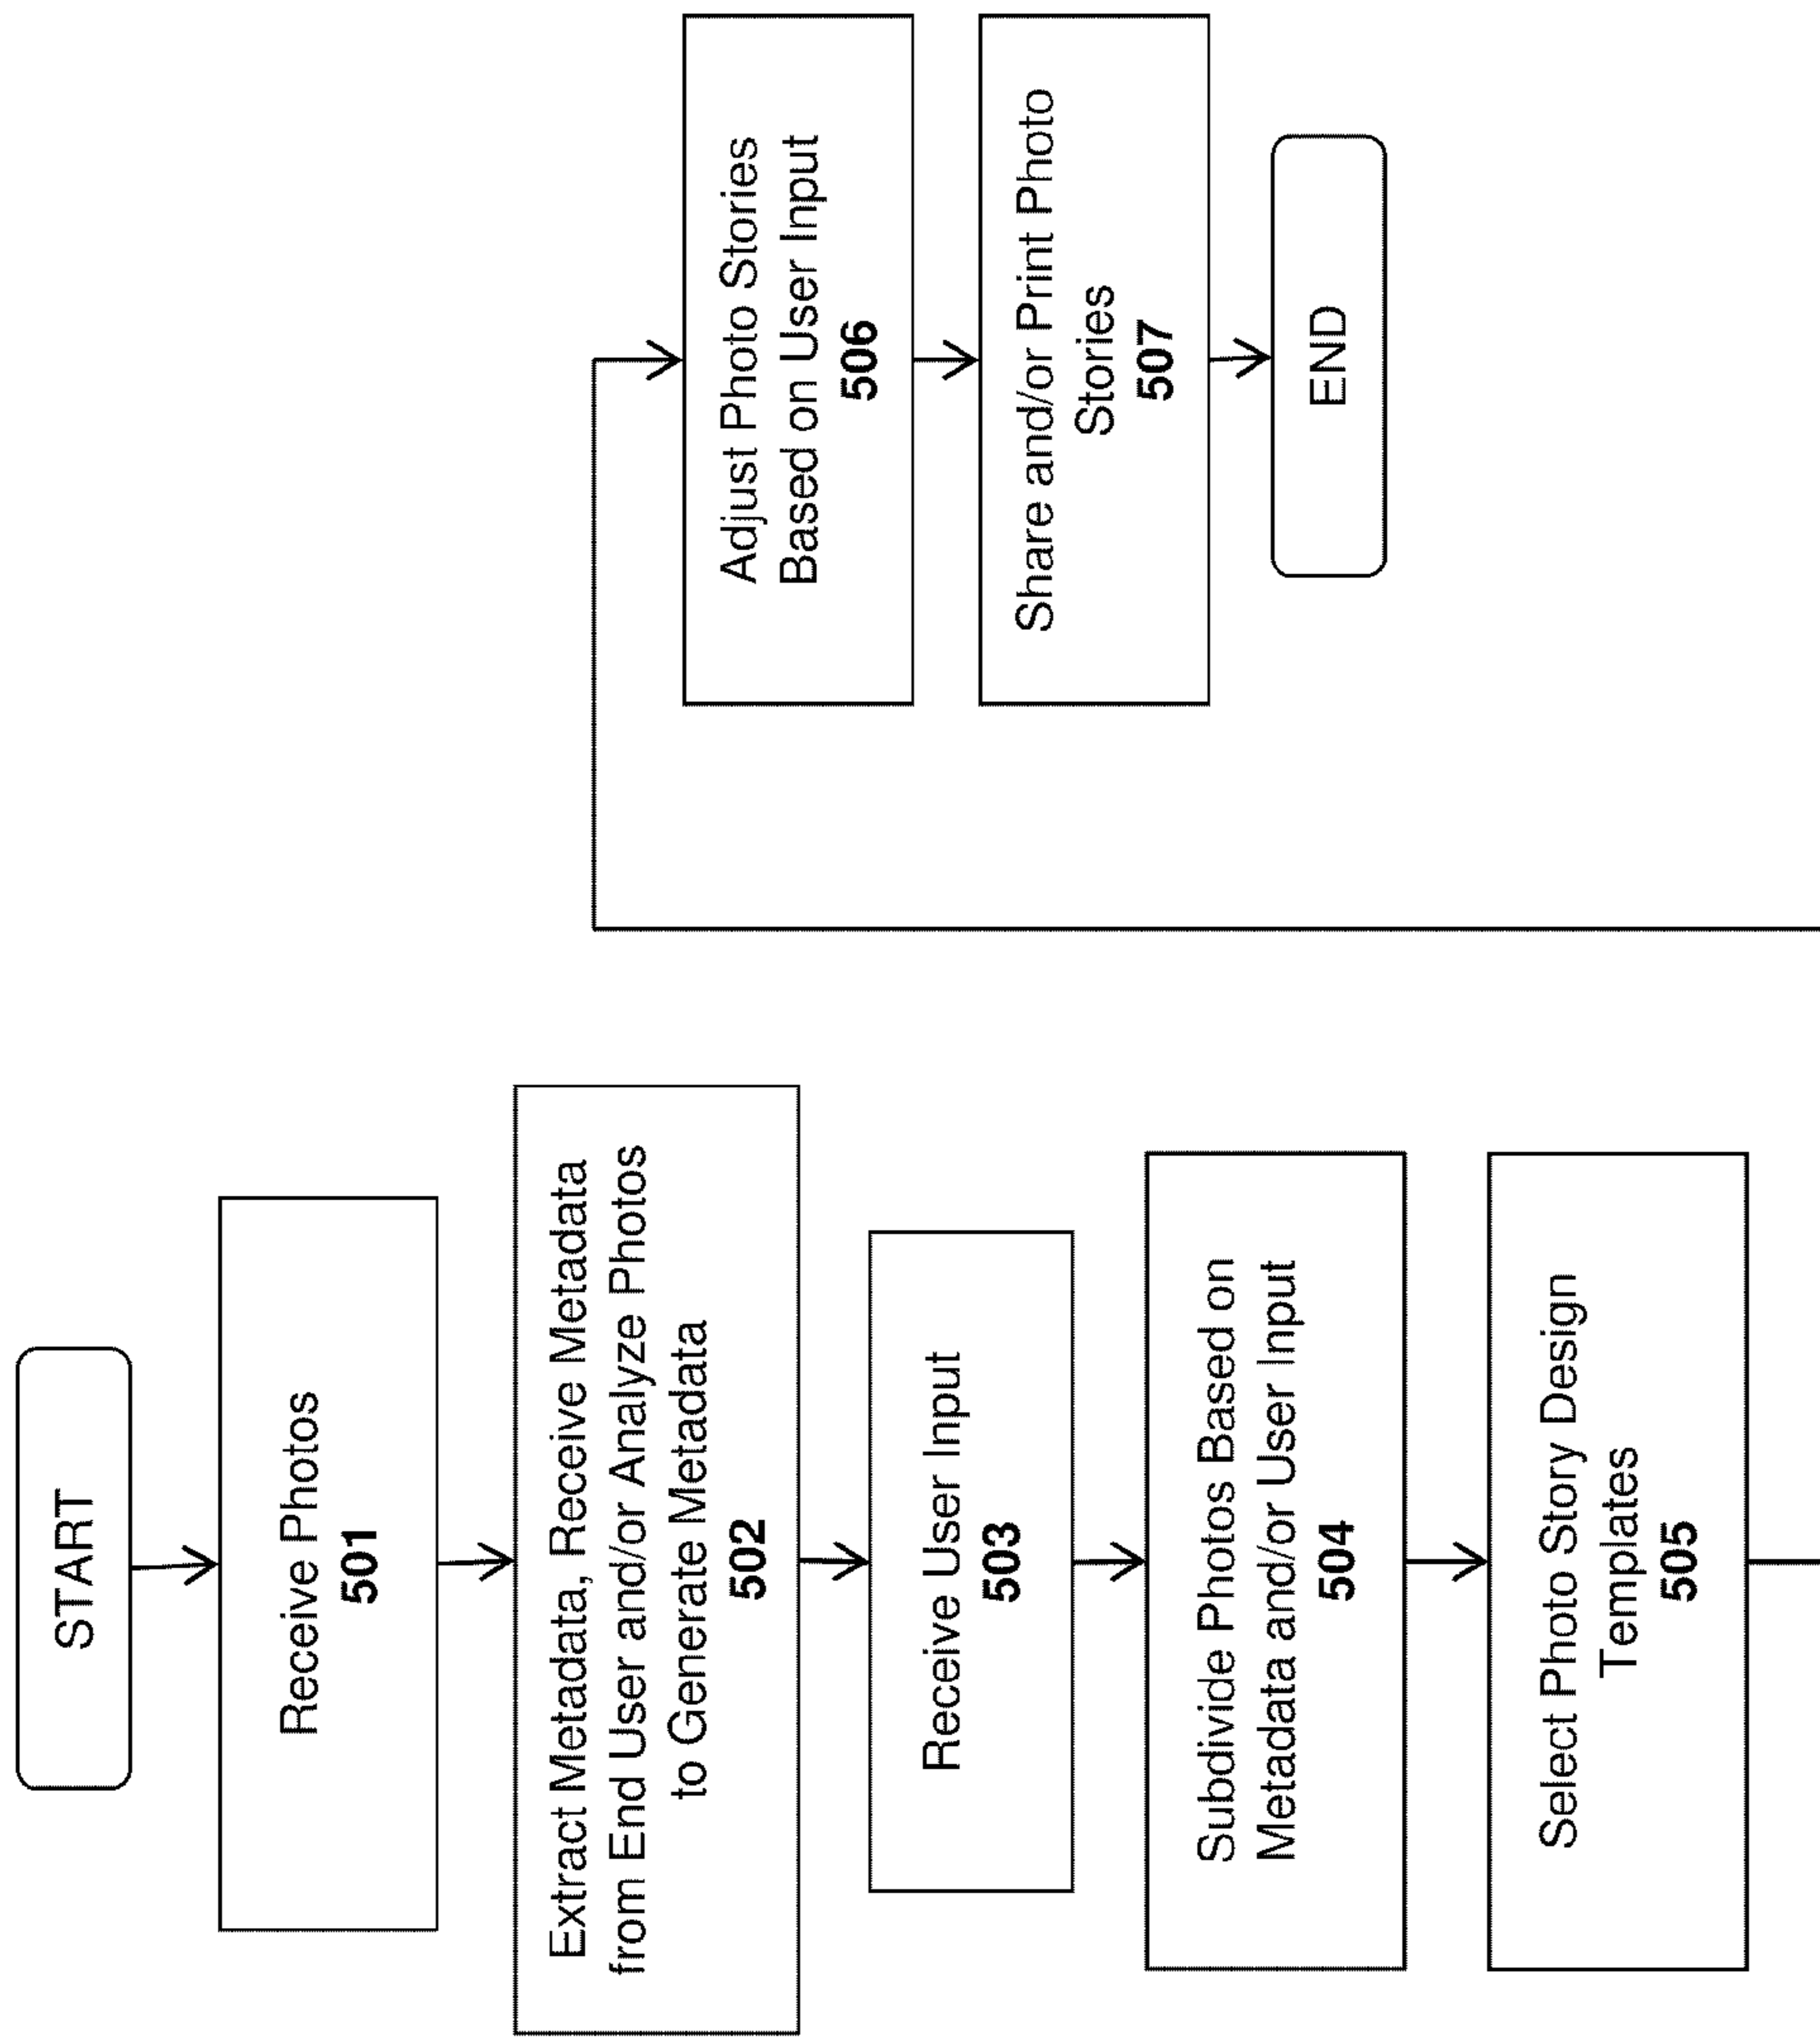 START
Receive Photos
501
Extract Metadata, Receive Metadata
from End User and/or Analyze Photos
to Generate Metadata
502
Receive User Input
503
Subdivide Photos Based on
Metadata and/or User Input
504
Select Photo Story Design
Templates
505
Adjust Photo Stories
Based on User Input
506
Share and/or Print Photo
Stories
507
END